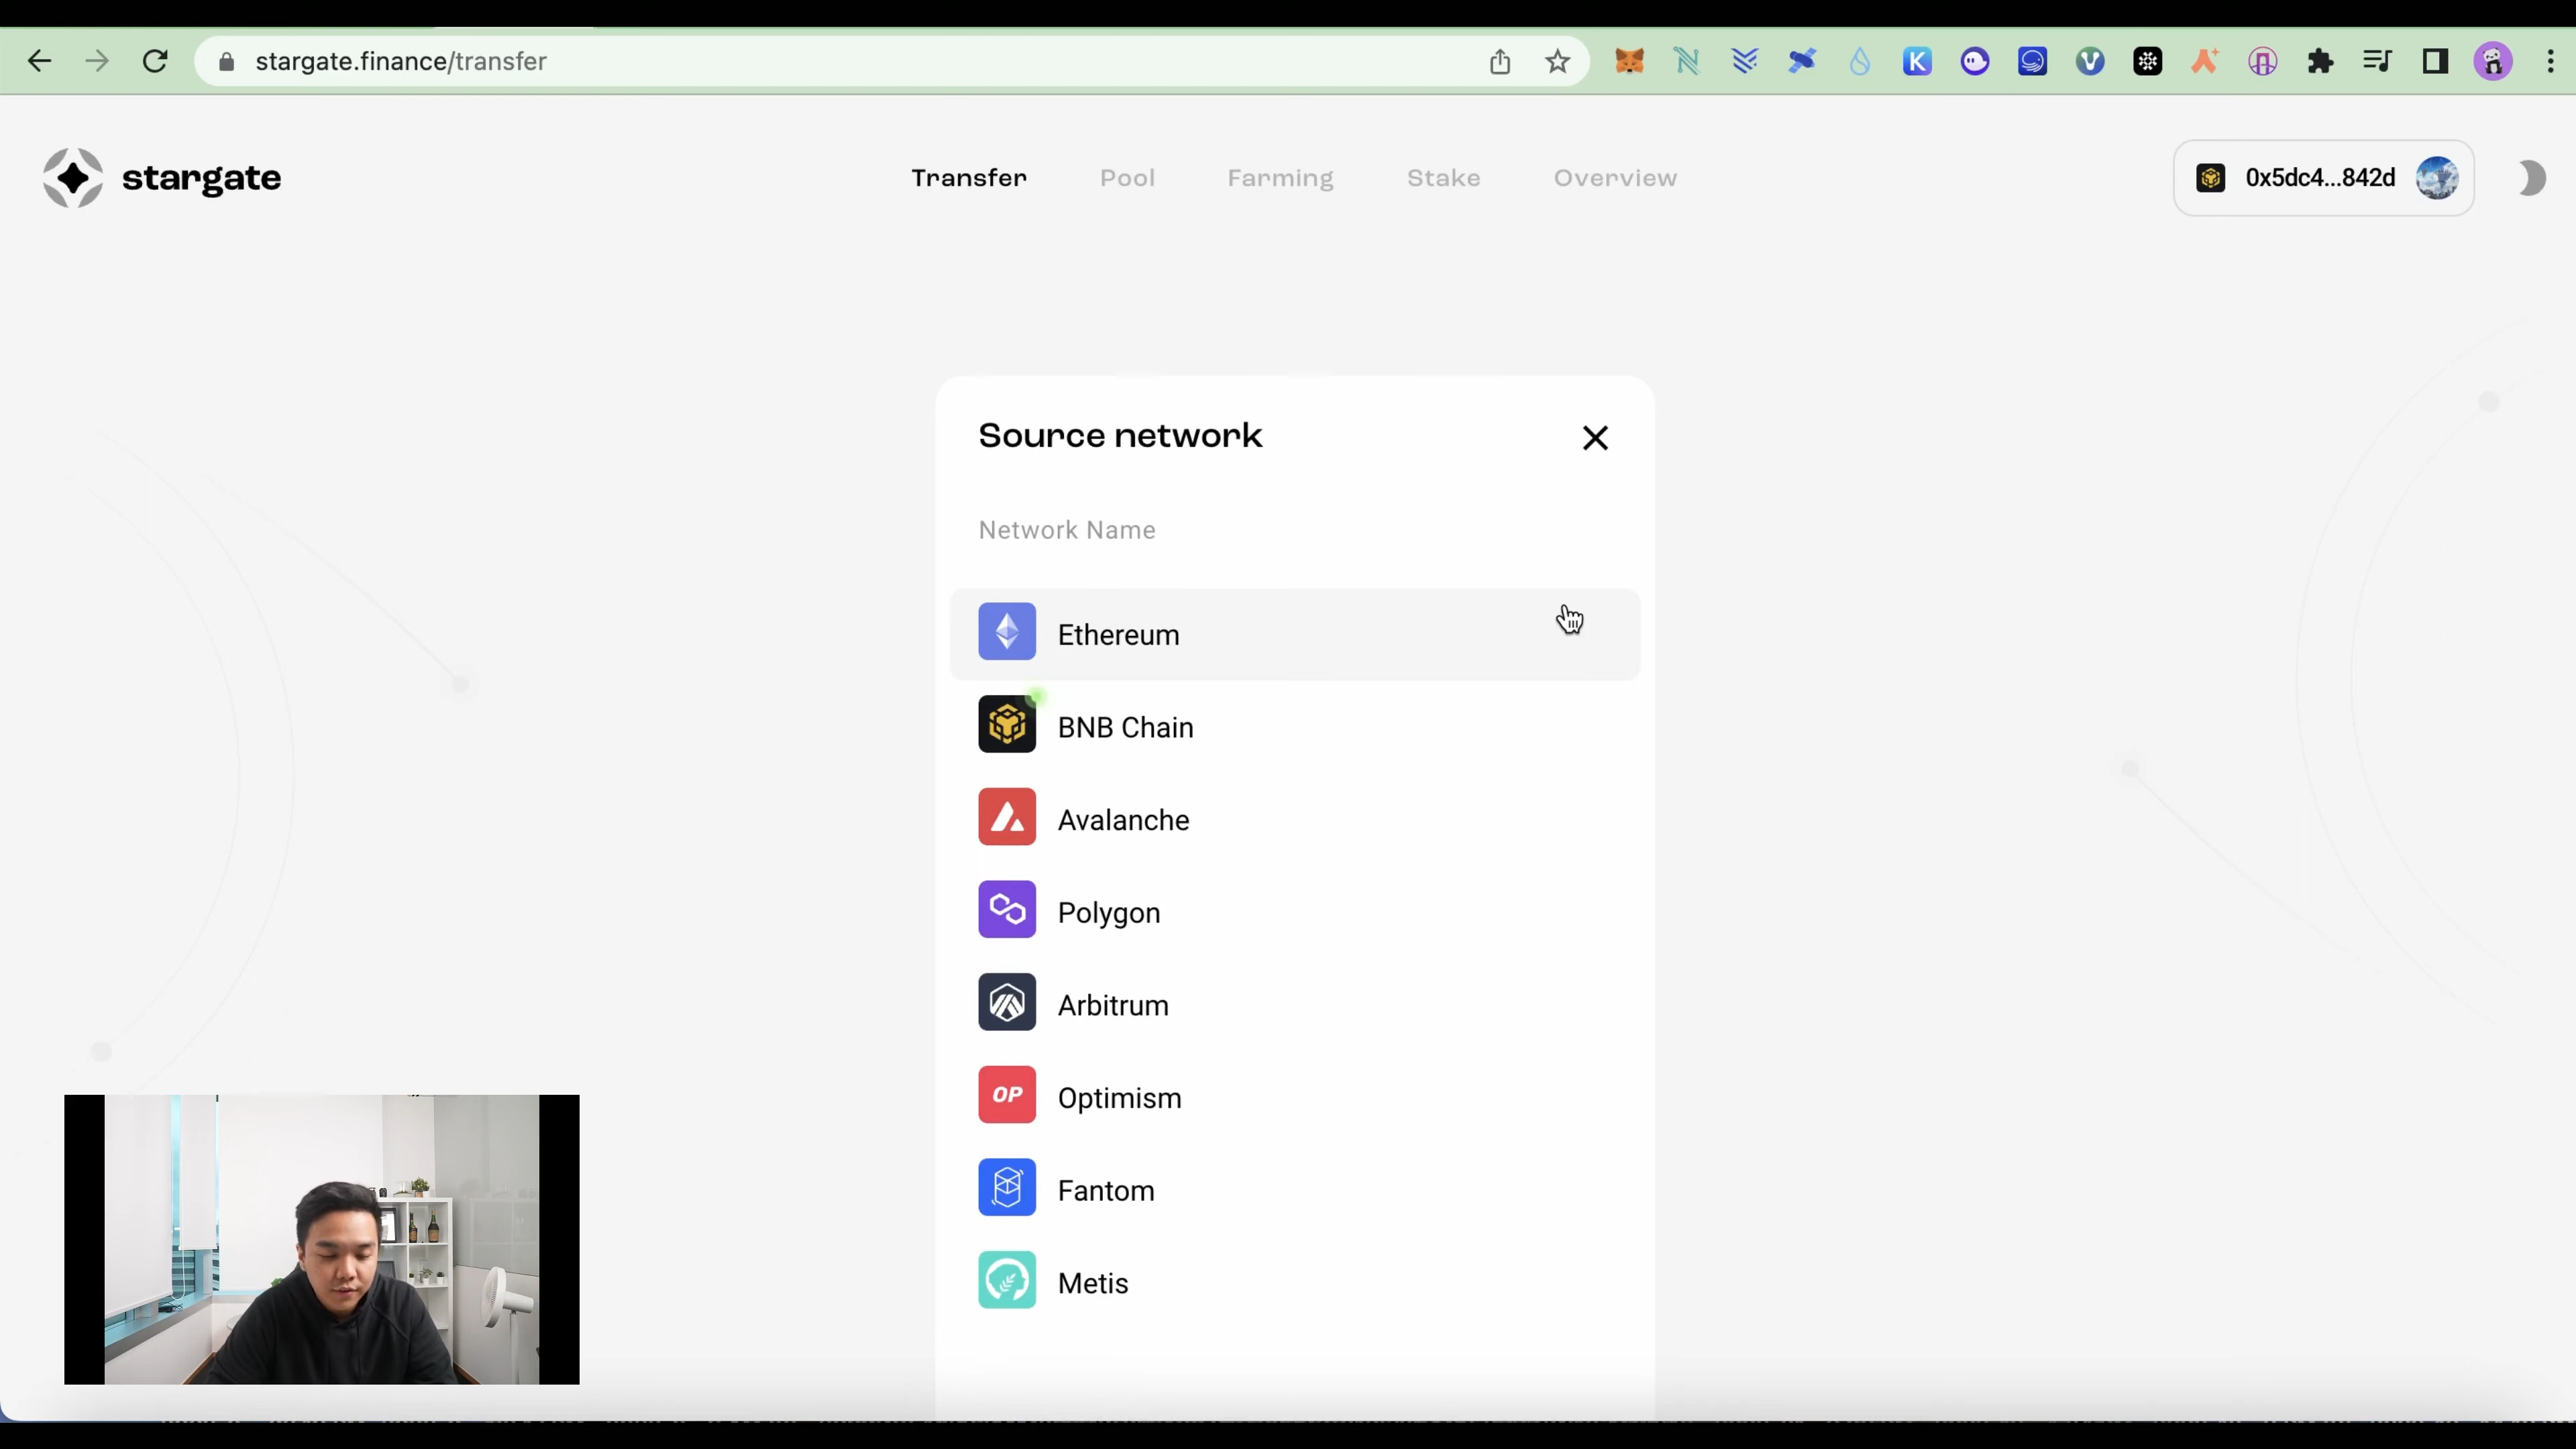 stargate.finance/transfer
stargate
Transfer
Pool
Farming
Stake
Overview
0x5dc4...842d
Source network
Network Name
Ethereum
BNB Chain
Avalanche
Polygon
Arbitrum
OP
Optimism
Fantom
Metis